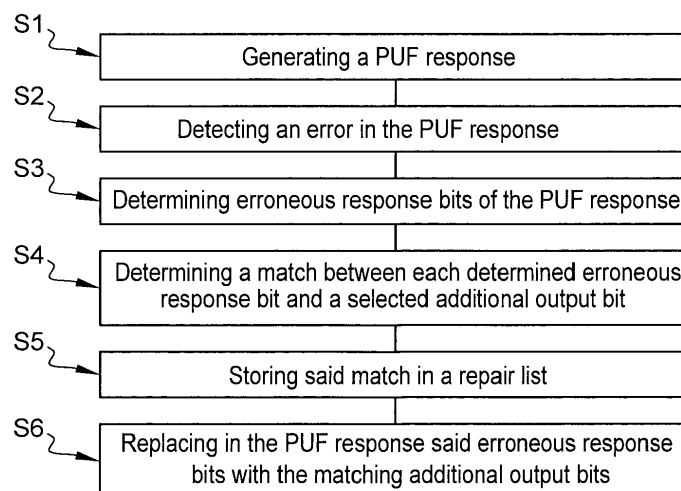 S1
Generating a PUF response
S2
Detecting an error in the PUF response
S3
Determining erroneous response bits of the PUF response
S4
Determining a match between each determined erroneous
response bit and a selected additional output bit
S5
Storing said match in a repair list
S6
Replacing in the PUF response said erroneous response
bits with the matching additional output bits